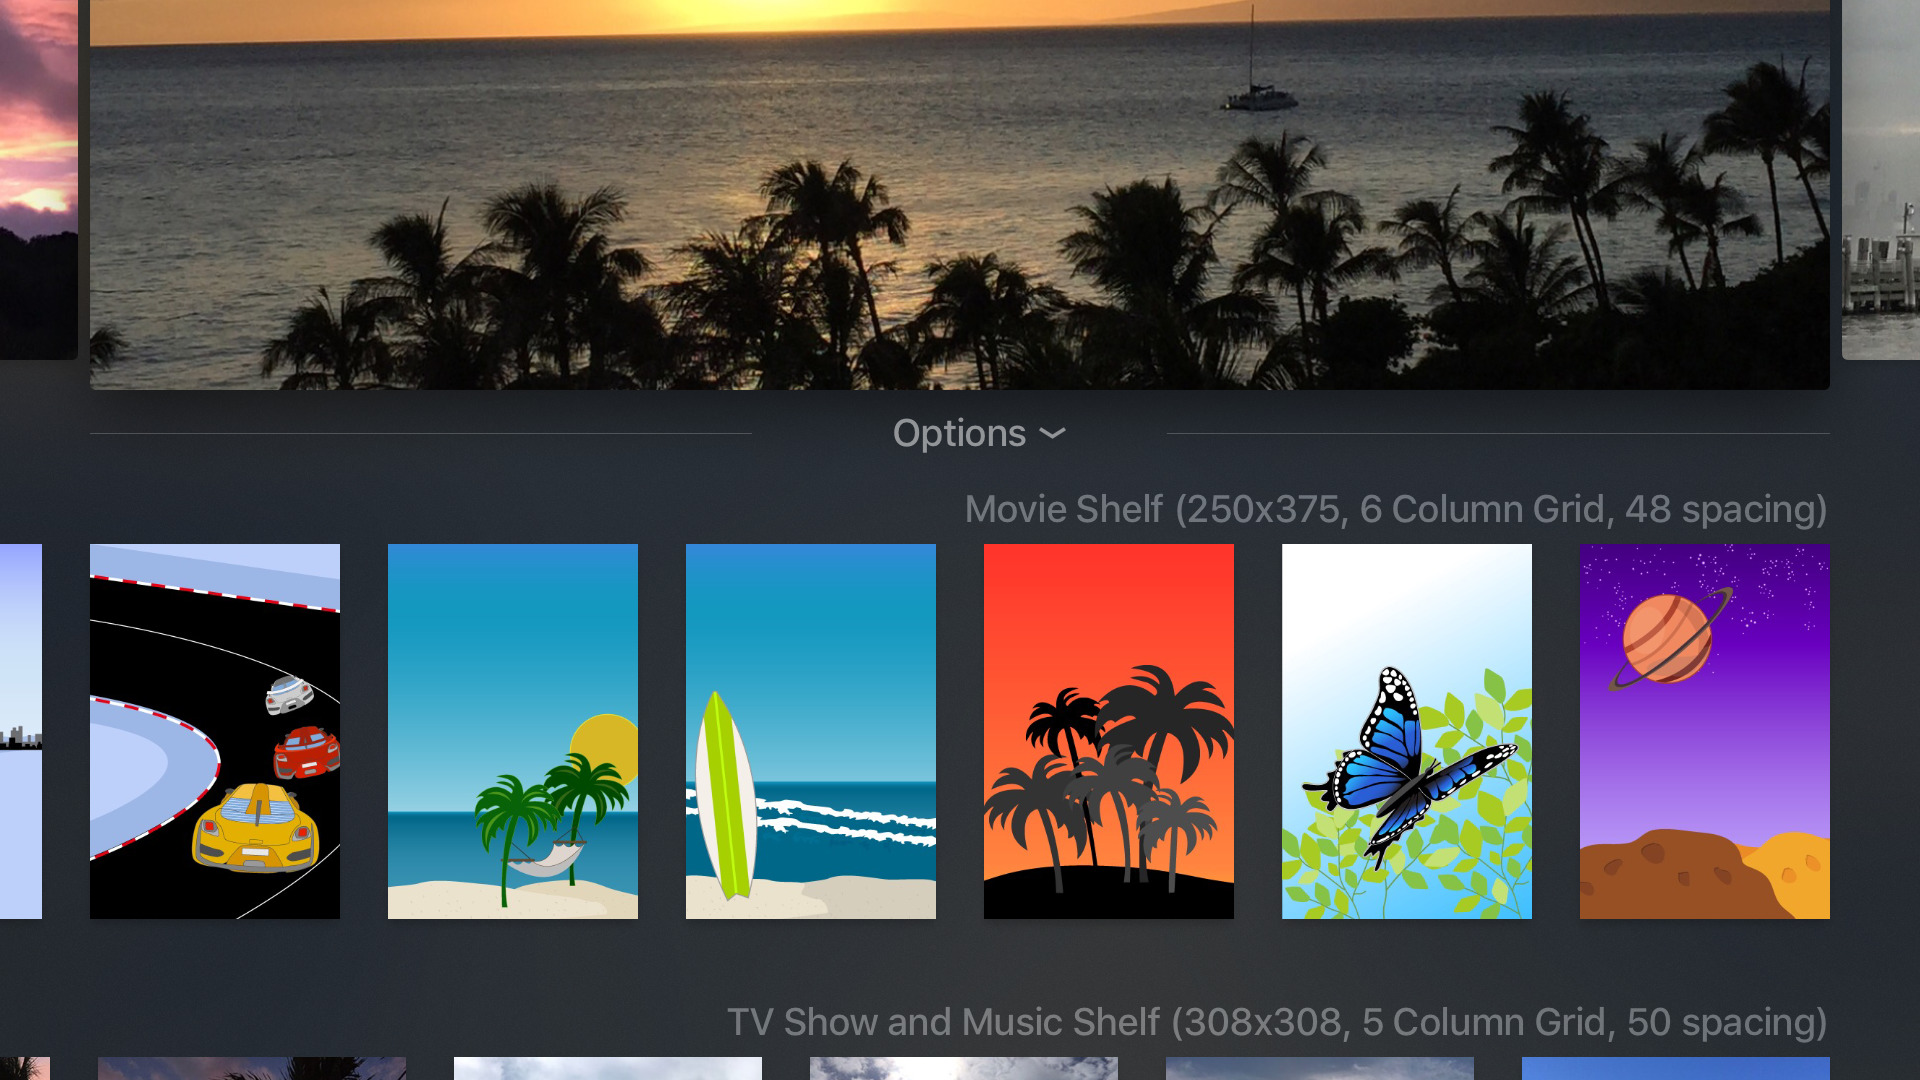 Options
Movie Shelf (250x375, 6 Column Grid, 48 spacing)
TV Show and Music Shelf (308x308, 5 Column Grid, 50 spacing)